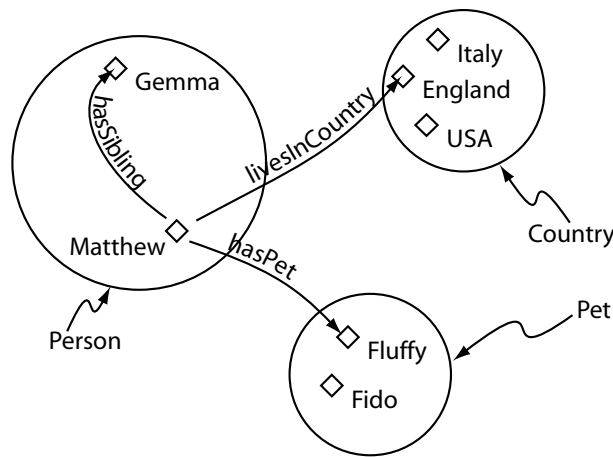 Gemma
hasSibling
Matthew
Person
livesInCountry
Italy
England
USA
Country
hasPet
Fluffy
Fido
Pet